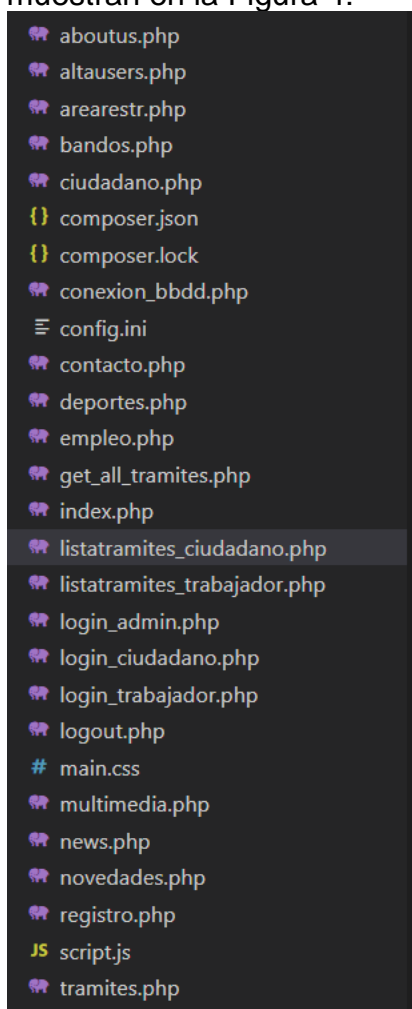 muestran en la Figura 4.
aboutus.php
altausers.php
arearestr.php
bandos.php
ciudadano.php
{} composer.json
{} composer.lock
conexion_bbdd.php
config.ini
contacto.php
deportes.php
empleo.php
get_all_tramites.php
index.php
listatramites_ciudadano.php
listatramites_trabajador.php
login_admin.php
login_ciudadano.php
login_trabajador.php
logout.php
# main.css
multimedia.php
news.php
novedades.php
registro.php
JS script.js
tramites.php